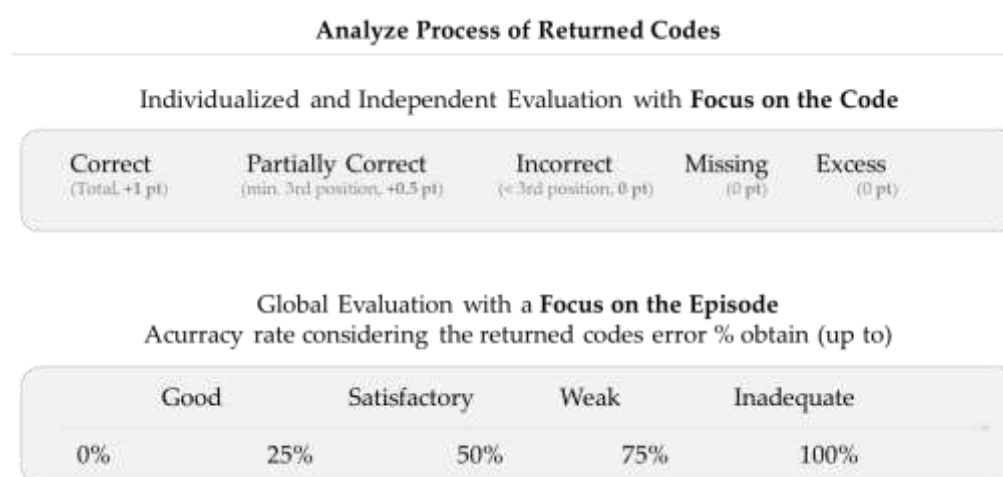 Analyze Process of Returned Codes
Individualized and Independent Evaluation with Focus on the Code
Correct Partially Correct Incorrect Missing Excess
(Total, +1 pt) (min. 3rd position, +0.5 pt) (< 3rd position, 0 pt) (0 pt) (0 pt)
Global Evaluation with a Focus on the Episode
Acurracy rate considering the returned codes error % obtain (up to)
Good Satisfactory Weak Inadequate
0% 25% 50% 75% 100%